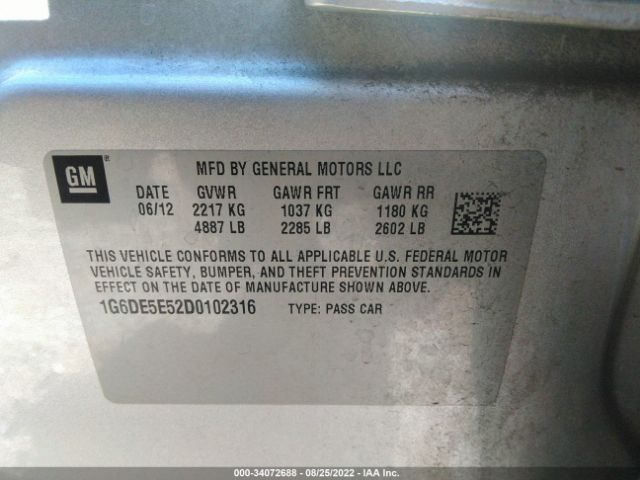 GM ®
MFD BY GENERAL MOTORS LLC
DATE GVWR GAWR FRT GAWR RR
06/12 2217 KG 1037 KG 1180 KG
4887 LB 2285 LB 2602 LB
THIS VEHICLE CONFORMS TO ALL APPLICABLE U.S. FEDERAL MOTOR
VEHICLE SAFETY, BUMPER, AND THEFT PREVENTION STANDARDS IN
EFFECT ON THE DATE OF MANUFACTURE SHOWN ABOVE.
1G6DE5E52D0102316 TYPE: PASS CAR
000-34072688 - 08/25/2022 - IAA Inc.